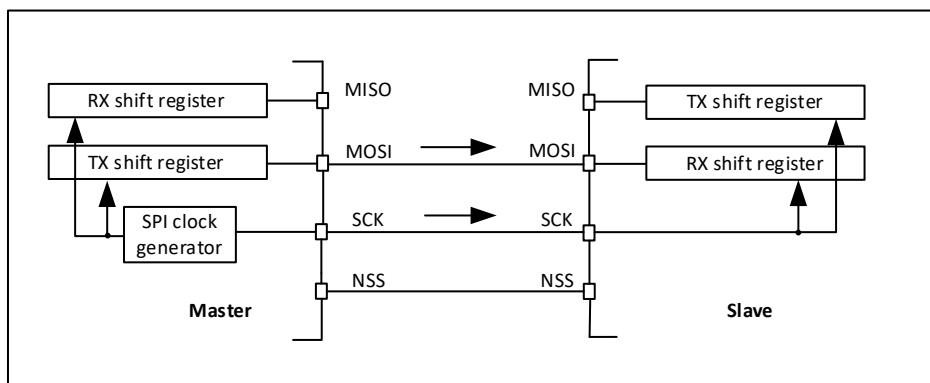 RX shift register
MISO
MISO
TX shift register
TX shift register
MOSI
MOSI
RX shift register
SPI clock
generator
SCK
SCK
NSS
NSS
Master
Slave